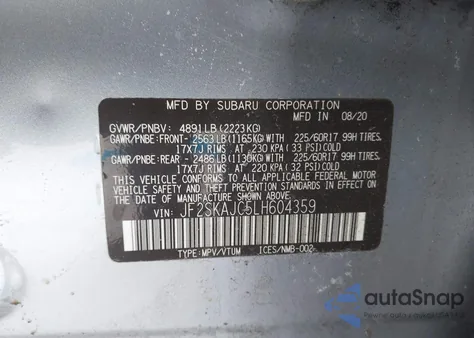 MFD BY SUBARU CORPORATION
MFD IN 08/20
GVWR/PNBV: 4891LB(2223KG)
GAWR/PNBE:FRONT- 2563LB(1165KG)WITH 225/60R17 99H TIRES.
17X7J RIMS AT 230 KPA(33 PSI)COLD
GAWR/PNBE:REAR - 2486LB(1130KG)WITH 225/60R17 99H TIRES.
17X7J RIMS AT 220 KPA(32 PSI)COLD
THIS VEHICLE CONFORMS TO ALL APPLICABLE FEDERAL MOTOR
VEHICLE SAFETY STANDARDS IN EFFECT ON THE DATE OF
MANUFACTURE SHOWN ABOVE.
VIN: JF2SKAJC5LH604359
TYPE:MPV/VTUM ICES/NMB-002
autoSnap